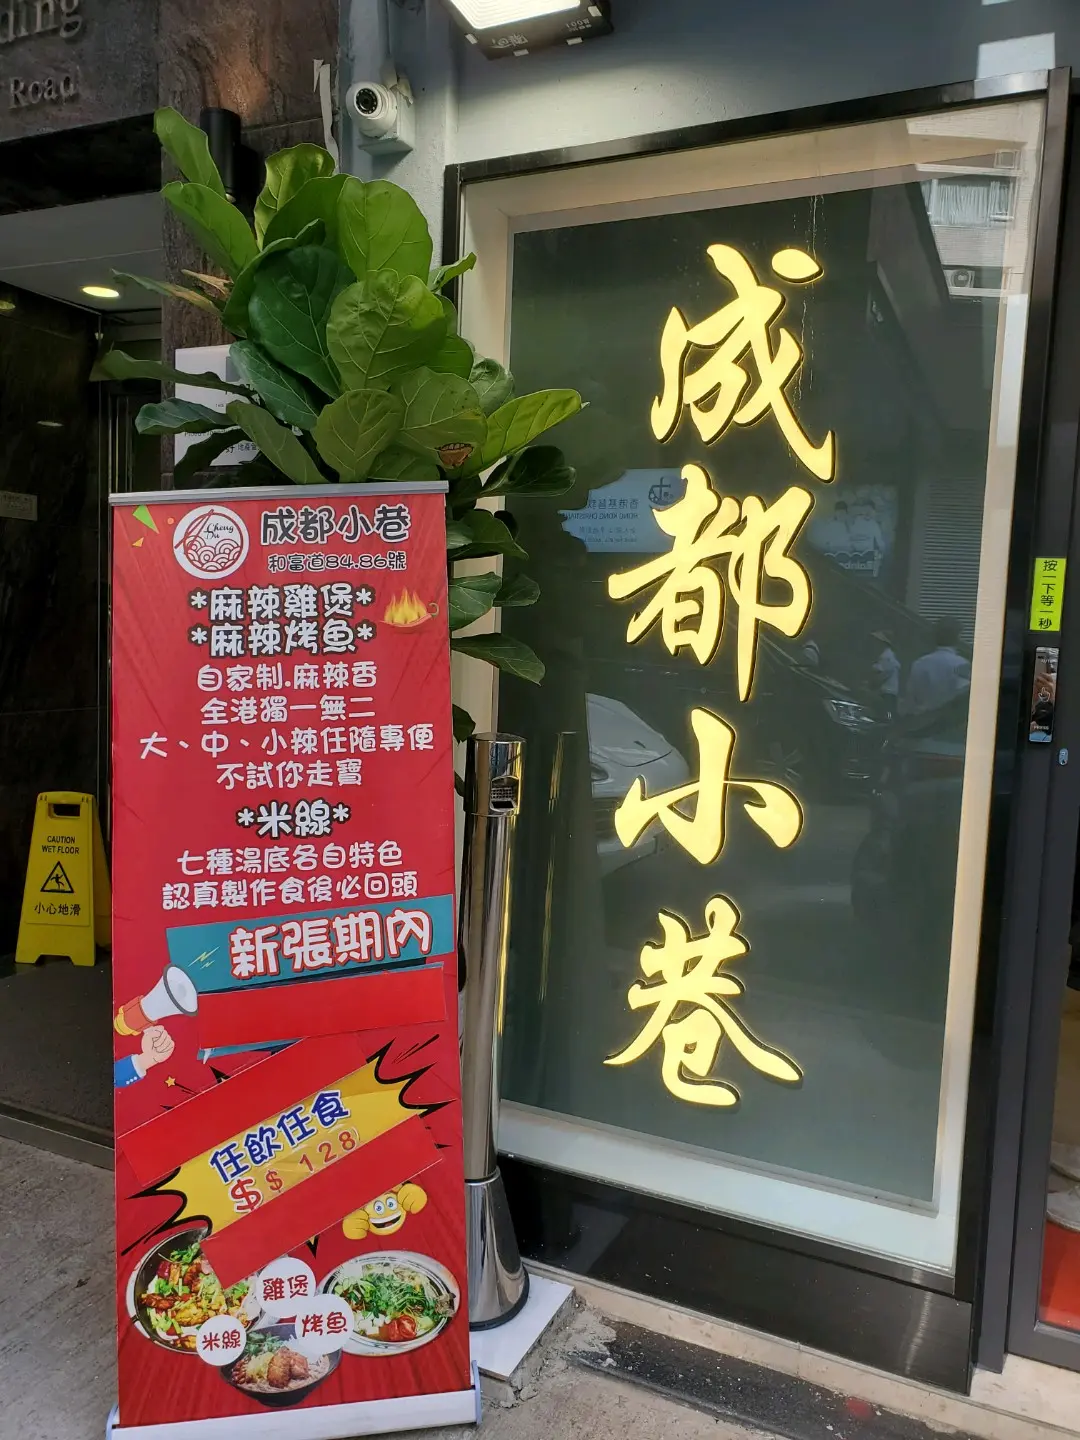 ding
Road
成都小巷
Cheng
Du
成都小巷
和富道84.86號
*麻辣雞煲*
*麻辣烤魚*
自家制.麻辣香
全港獨一無二
大、中、小辣任隨專便
不試你走寶
*米線*
七種湯底各自特色
認真製作食後必回頭
新張期內
任飲任食
$$128
雞煲
米線
烤魚
CAUTION
WET FLOOR
小心地滑
按一下等一秒